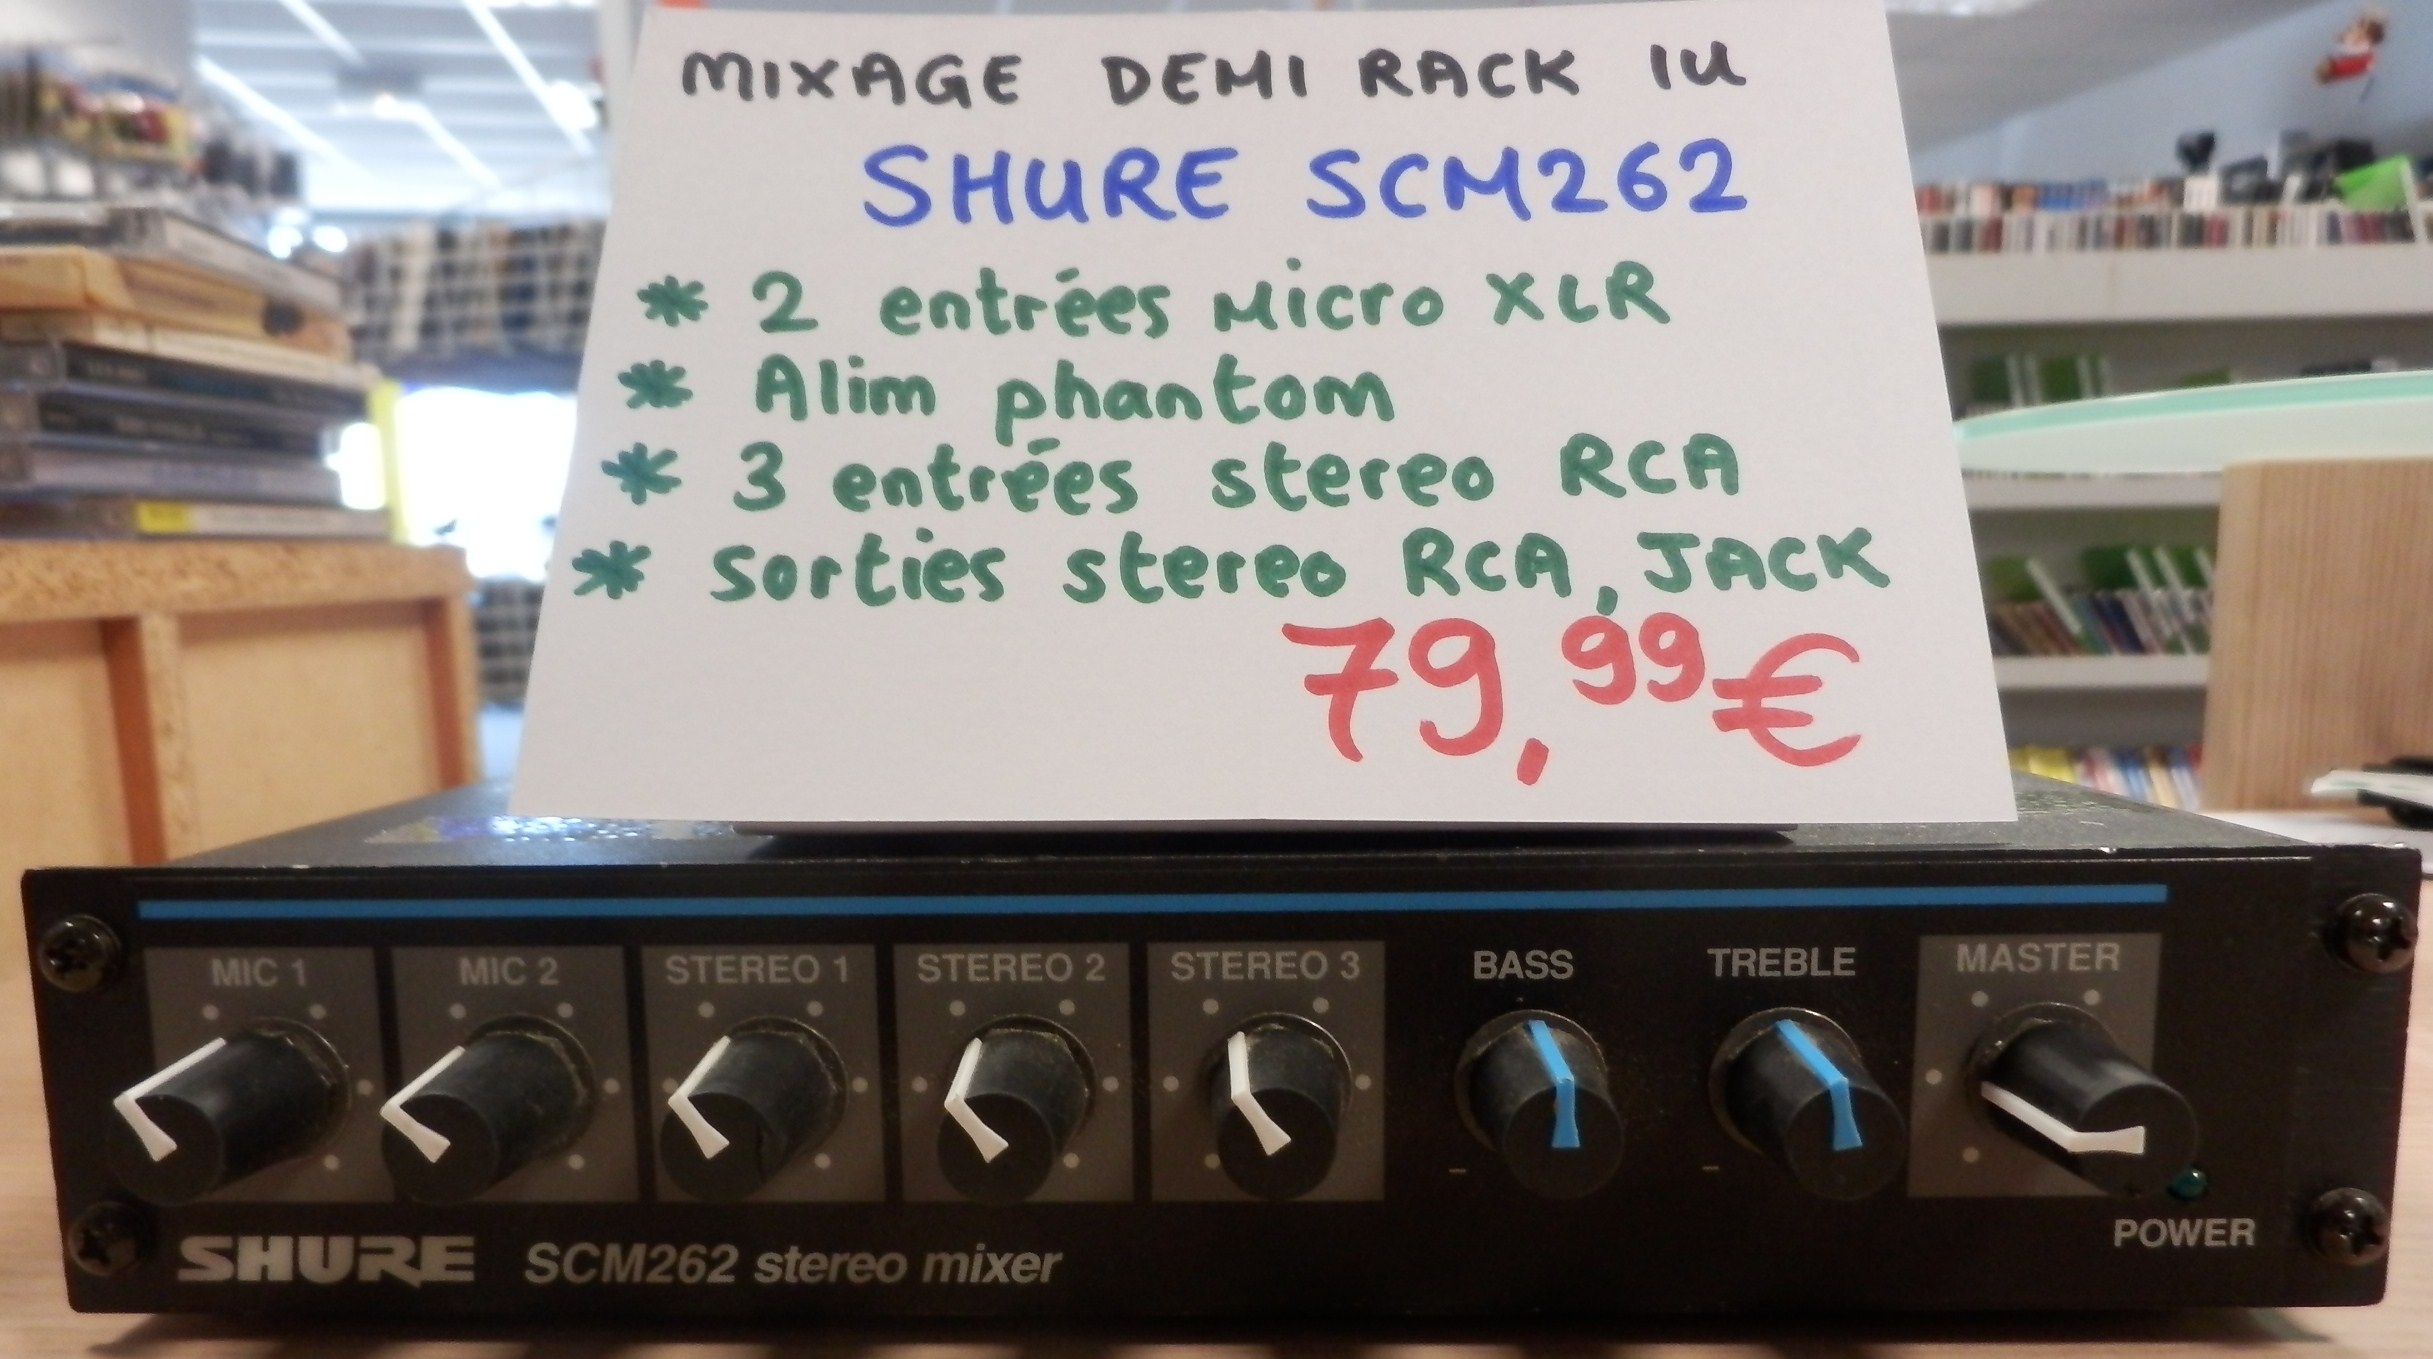 MIXAGE DEMI RACK 1U
SHURE SCM262
* 2 entrées Micro XLR
* Alim phantom
* 3 entrées stereo RCA
* Sorties stereo RCA, JACK
79,99€
MIC 1 MIC 2 STEREO 1 STEREO 2 STEREO 3 BASS TREBLE MASTER
POWER
SHURE SCM262 stereo mixer